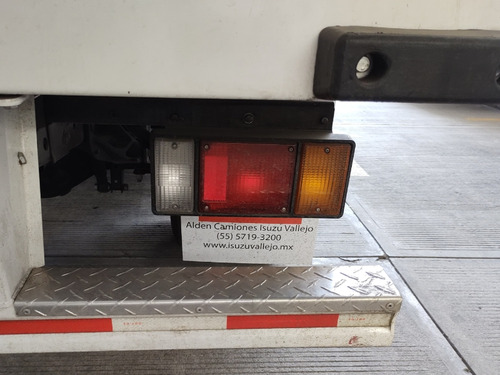 Alden Camiones Isuzu Vallejo
(55) 5719-3200
www.isuzuvallejo.mx